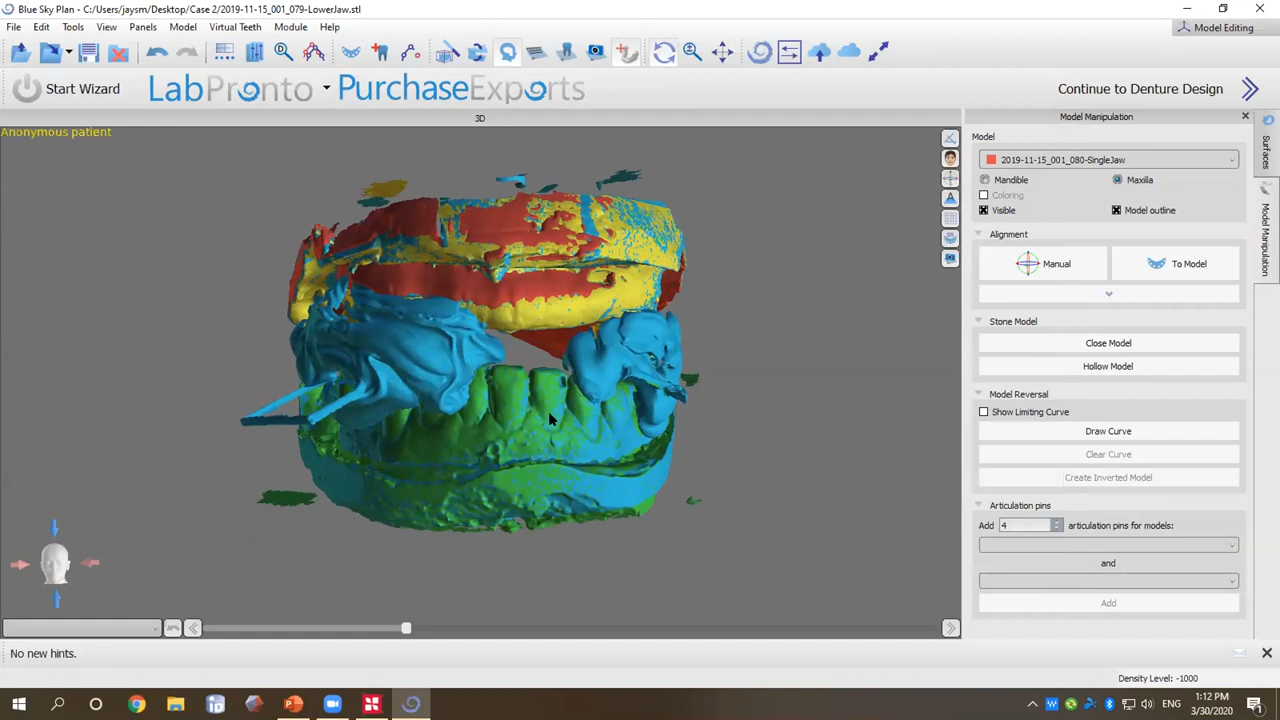 Blue Sky Plan - C:/Users/jaysm/Desktop/Case 2/2019-11-15_001_079-LowerJaw.stl
File Edit Tools View Panels Model Virtual Teeth Module Help
Model Editing
Start Wizard
LabPronto
PurchaseExports
Continue to Denture Design
3D
Anonymous patient
Model Manipulation
Model
2019-11-15_001_080-SingleJaw
Mandible Maxilla
Coloring
Visible Model outline
Alignment
Manual To Model
Stone Model
Close Model
Hollow Model
Model Reversal
Show Limiting Curve
Draw Curve
Clear Curve
Create Inverted Model
Articulation pins
Add 4 articulation pins for models:
and
Add
Surfaces
Model Manipulation
No new hints.
Density Level: -1000
ENG
1:12 PM
3/30/2020
1